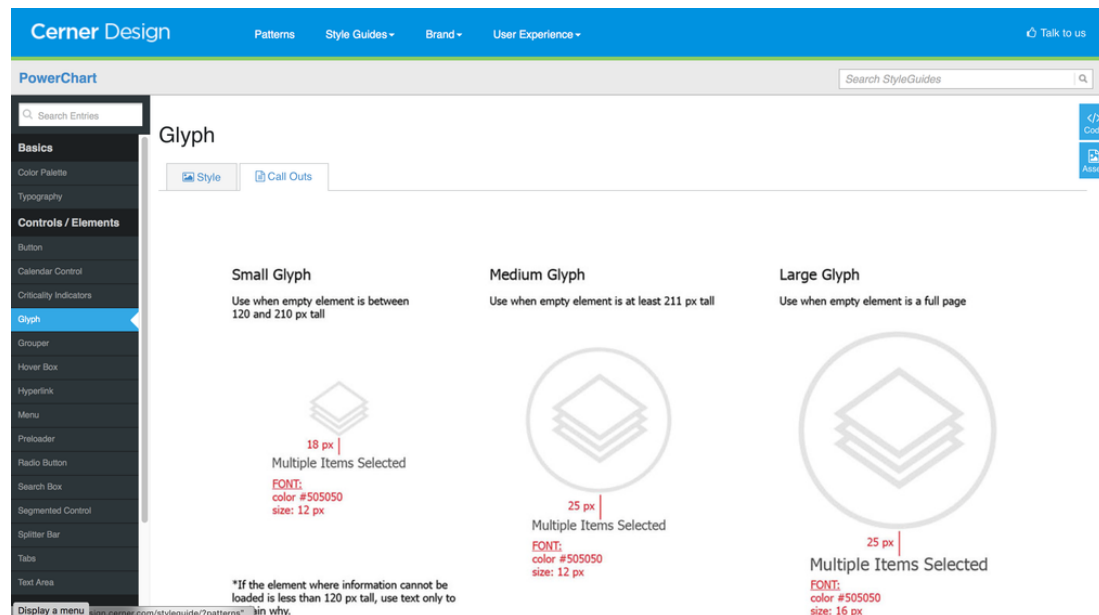 Cerner Design
Patterns
Style Guides
Brand
User Experience
Talk to us
PowerChart
Search StyleGuides
Search Entries
Basics
Color Palette
Typography
Controls / Elements
Button
Calendar Control
Criticality Indicators
Glyph
Grouper
Hover Box
Hyperlink
Menu
Preloader
Radio Button
Search Box
Segmented Control
Splitter Bar
Tabs
Text Area
Display a menu
Glyph
Style
Call Outs
</>
Small Glyph
Use when empty element is between
120 and 210 px tall
18 px
Multiple Items Selected
FONT:
color #505050
size: 12 px
*If the element where information cannot be
loaded is less than 120 px tall, use text only to
why.
Medium Glyph
Use when empty element is at least 211 px tall
25 px
Multiple Items Selected
FONT:
color #505050
size: 12 px
Large Glyph
Use when empty element is a full page
25 px
Multiple Items Selected
FONT:
color #505050
size: 16 px